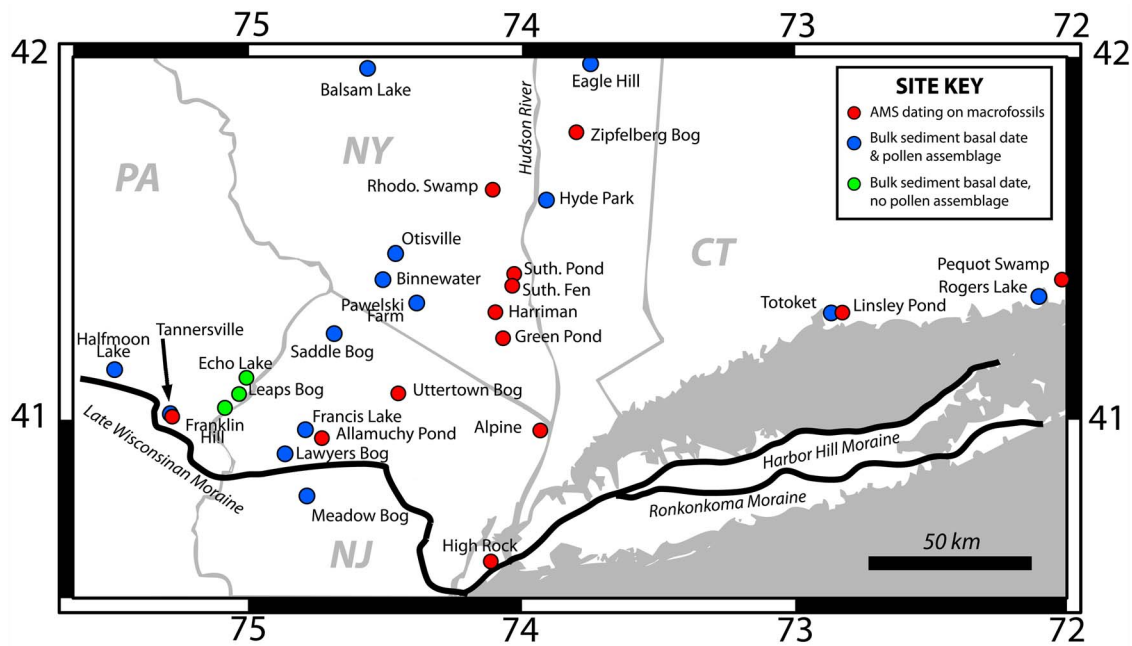 75
74
73
72
42
42
Balsam Lake
Eagle Hill
SITE KEY
AMS dating on macrofossils
Bulk sediment basal date
& pollen assemblage
Bulk sediment basal date,
no pollen assemblage
Hudson River
Zipfelberg Bog
NY
PA
Rhodo. Swamp
Hyde Park
Otisville
CT
Binnewater
Suth. Pond
Suth. Fen
Pequot Swamp
Rogers Lake
Pawelski
Farm
Harriman
Totoket
Linsley Pond
Tannersville
Halfmoon
Lake
Saddle Bog
Green Pond
Echo Lake
Leaps Bog
Uttertown Bog
Franklin
Hill
Francis Lake
Allamuchy Pond
Alpine
41
41
Lawyers Bog
Late Wisconsinan Moraine
Harbor Hill Moraine
Ronkonkoma Moraine
Meadow Bog
NJ
High Rock
50 km
75
74
73
72